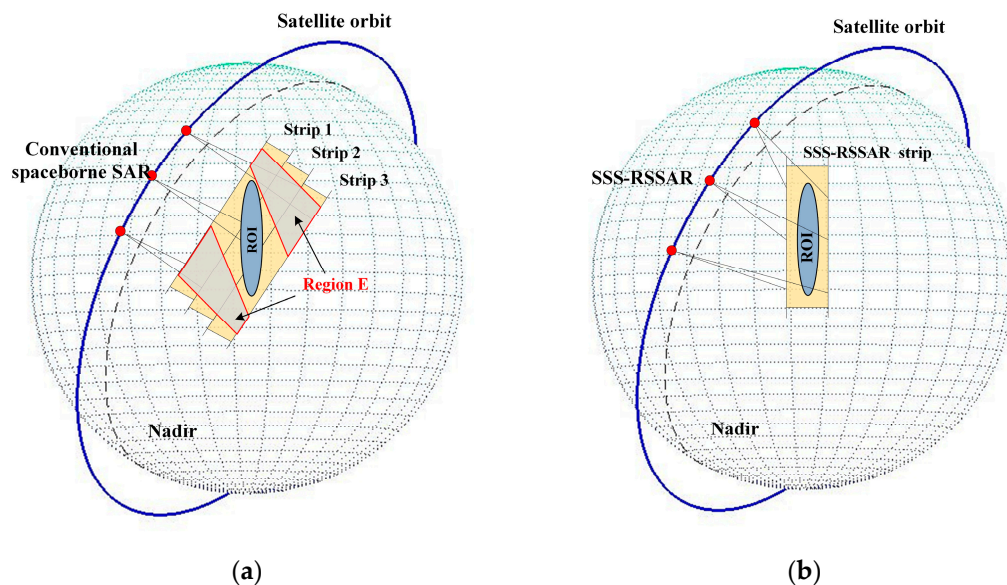 Satellite orbit
Strip 1
Strip 2
Strip 3
Conventional
spaceborne SAR
ROI
Region E
Nadir
(a)
Satellite orbit
SSS-RSSAR strip
SSS-RSSAR
ROI
Nadir
(b)